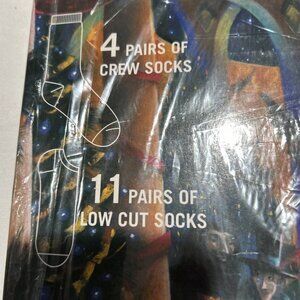 4 PAIRS OF
CREW SOCKS
11 PAIRS OF
LOW CUT SOCKS